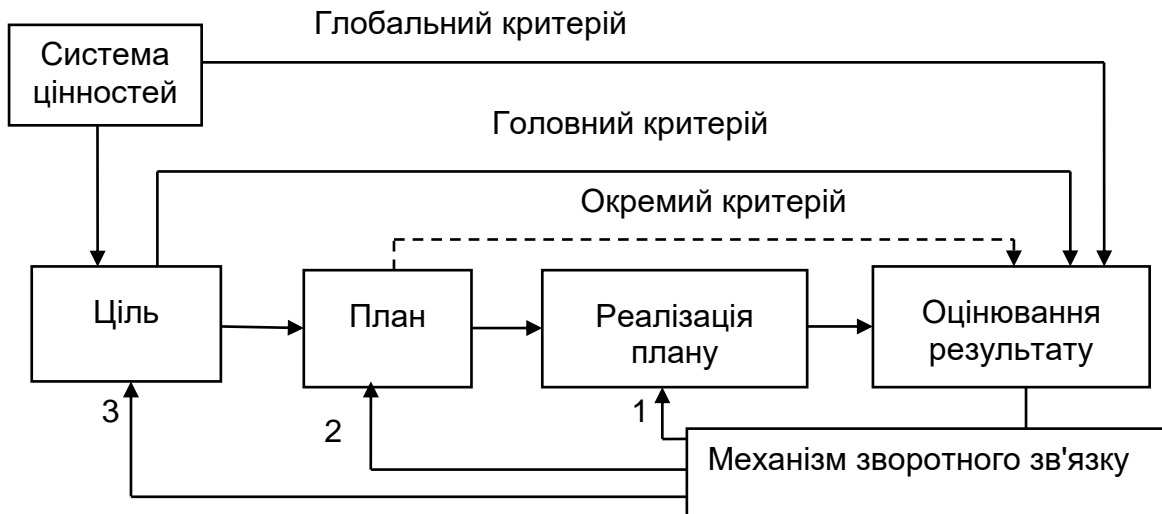 Глобальний критерій
Система
цінностей
Головний критерій
Окремий критерій
Ціль
План
Реалізація
плану
Оцінювання
результату
3
2
1
Механізм зворотного зв'язку